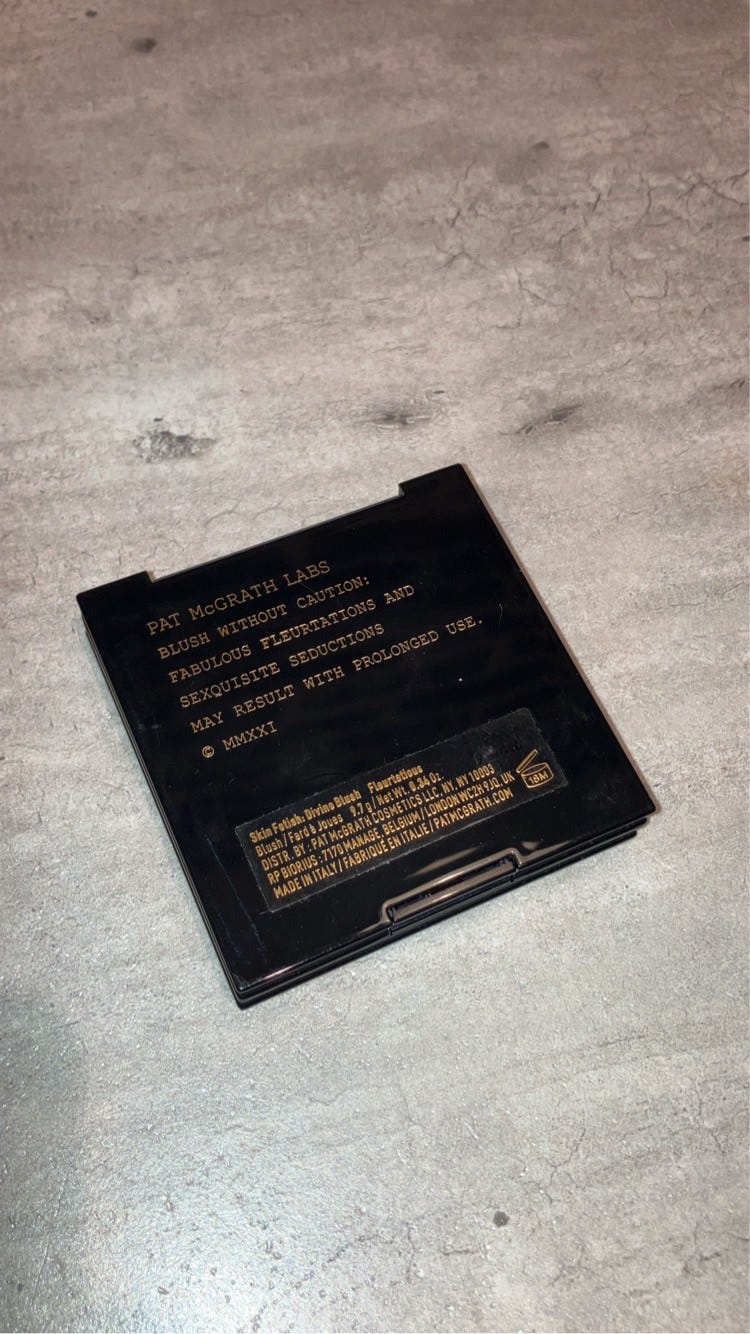 PAT McGRATH LABS
BLUSH WITHOUT CAUTION:
FABULOUS FLEURTATIONS AND
SEXQUISITE SEDUCTIONS
MAY RESULT WITH PROLONGED USE.
© MMXXI
Skin Fetish: Divine Blush Fleurtatious
Blush / Fard à Joues 9.7 g / Net Wt. 0.34 Oz.
DISTR. BY : PAT McGRATH COSMETICS LLC, NY, NY 10003
RP BIORIUS : 7170 MANAGE, BELGIUM / LONDON WC2H 9JQ, UK
MADE IN ITALY / FABRIQUÉ EN ITALIE / PATMCGRATH.COM
18M